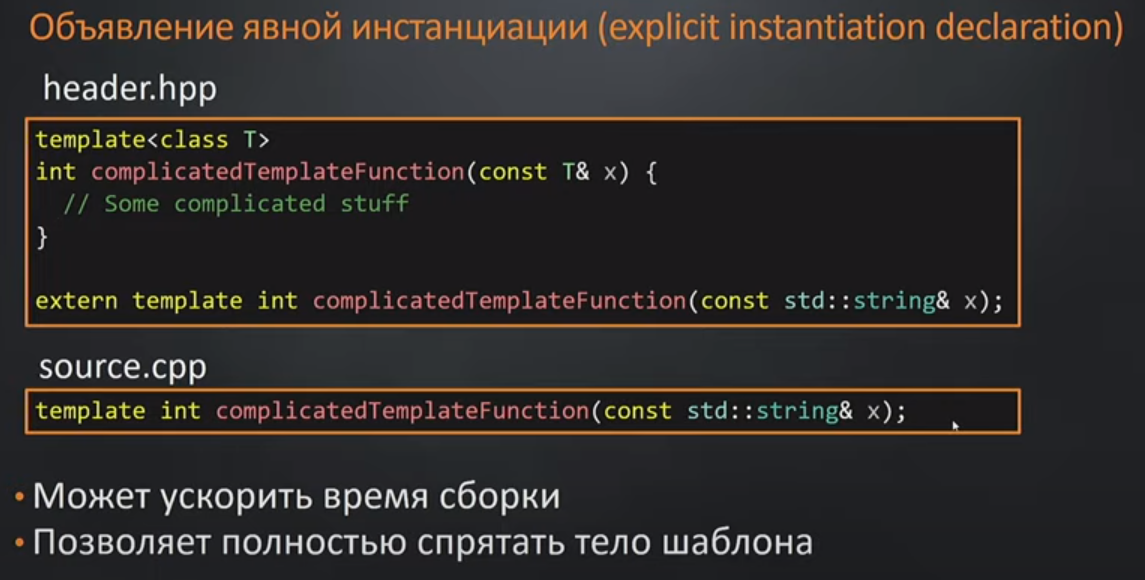 Объявление явной инстанциации (explicit instantiation declaration)
header.hpp
template<class T>
int complicatedTemplateFunction(const T& x) {
  // Some complicated stuff
}
extern template int complicatedTemplateFunction(const std::string& x);
source.cpp
template int complicatedTemplateFunction(const std::string& x);
• Может ускорить время сборки
• Позволяет полностью спрятать тело шаблона